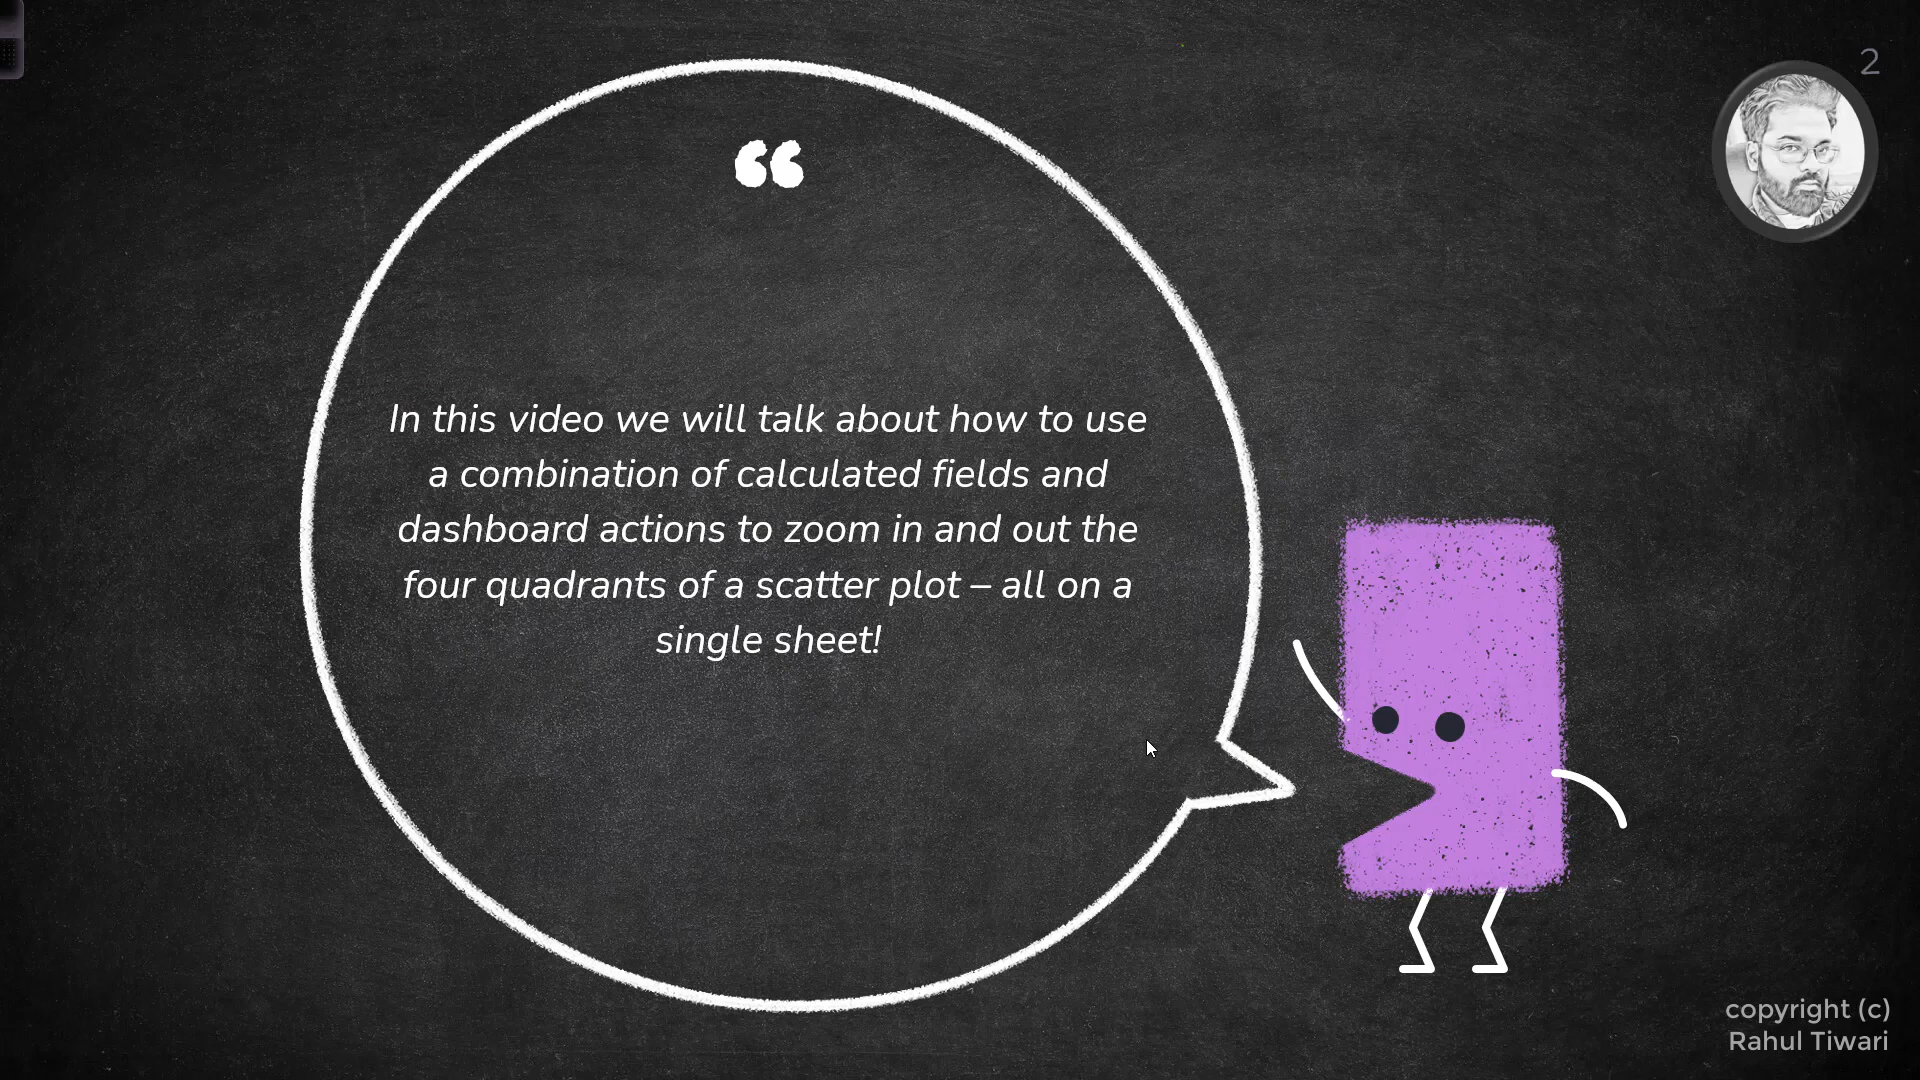 2
“
In this video we will talk about how to use
a combination of calculated fields and
dashboard actions to zoom in and out the
four quadrants of a scatter plot – all on a
single sheet!
copyright (c)
Rahul Tiwari